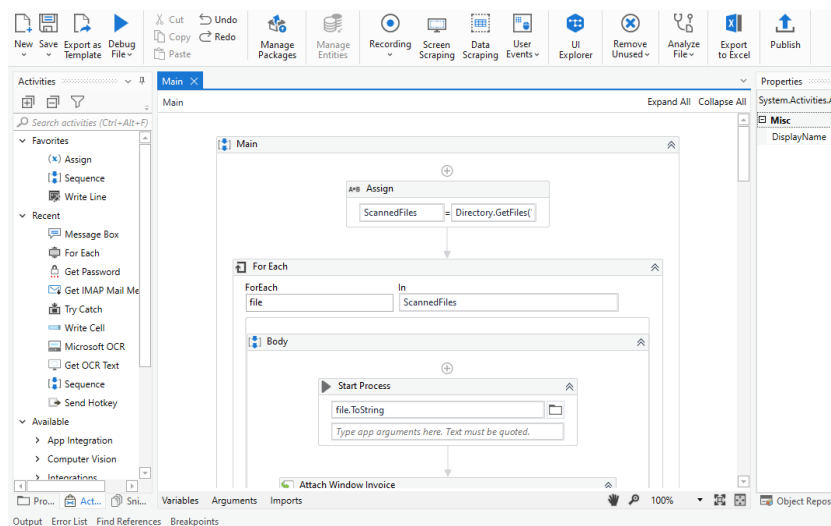 Cut Undo
Copy Redo
Paste
New Save Export as Template Debug File Manage Packages Manage Entities Recording Screen Scraping Data Scraping User Events UI Explorer Remove Unused Analyze File Export to Excel Publish
Activities
Main
Properties
Main
Expand All Collapse All
System.Activities.A
Search activities (Ctrl+Alt+F)
Misc
DisplayName
Favorites
(x) Assign
Sequence
Write Line
Recent
Message Box
For Each
Get Password
Get IMAP Mail Me
Try Catch
Write Cell
Microsoft OCR
Get OCR Text
Sequence
Send Hotkey
Available
App Integration
Computer Vision
Integrations
Main
A*B Assign
ScannedFiles = Directory.GetFiles("
For Each
ForEach In
file ScannedFiles
Body
Start Process
file.ToString
Type app arguments here. Text must be quoted.
Attach Window Invoice
Pro... Act... Sni...
Variables Arguments Imports
100%
Object Repos
Output Error List Find References Breakpoints